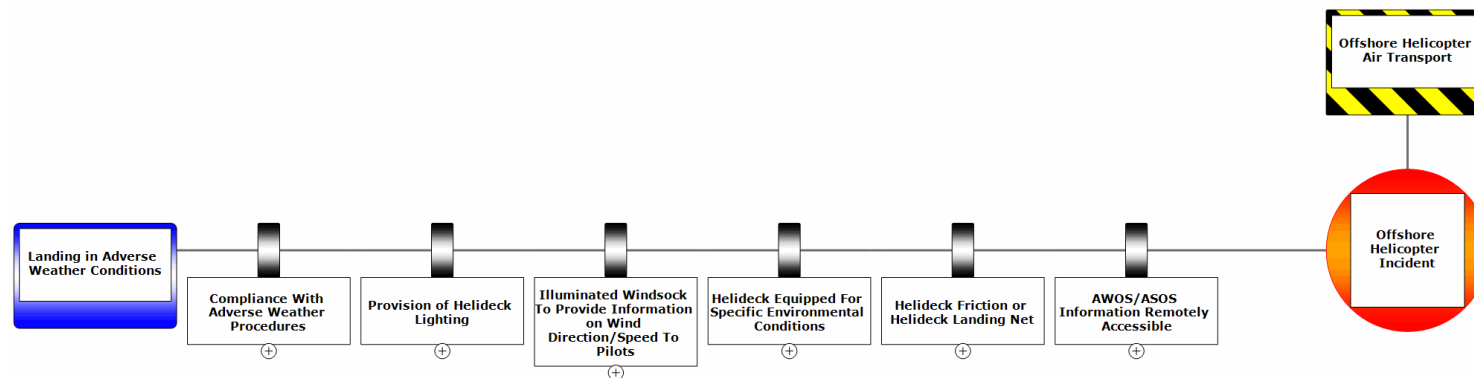 Offshore Helicopter
Air Transport
Landing in Adverse
Weather Conditions
Compliance With
Adverse Weather
Procedures
Provision of Helideck
Lighting
Illuminated Windsock
To Provide Information
on Wind
Direction/Speed To
Pilots
Helideck Equipped For
Specific Environmental
Conditions
Helideck Friction or
Helideck Landing Net
AWOS/ASOS
Information Remotely
Accessible
Offshore
Helicopter
Incident